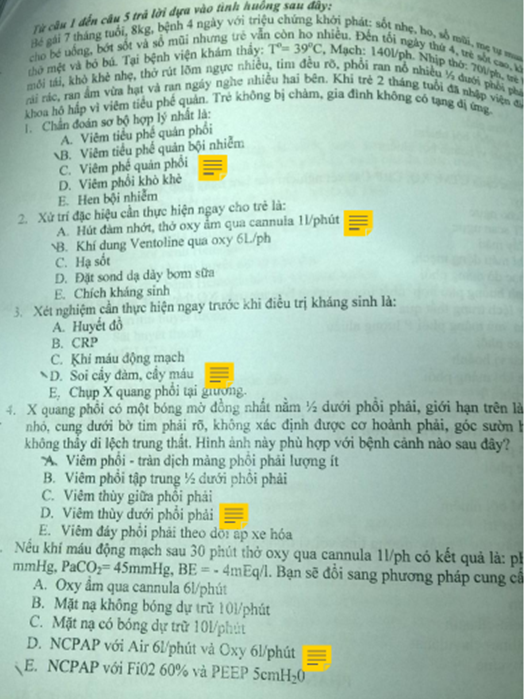 Từ câu 1 đến câu 5 trả lời dựa vào tình huống sau đây:
Bé gái 7 tháng tuổi, 8kg, bệnh 4 ngày với triệu chứng khởi phát: sốt nhẹ, ho, sổ mũi, mẹ tự mua
cho bé uống, bớt sốt và sổ mũi nhưng trẻ vẫn còn ho nhiều. Đến tối ngày thứ 4, trẻ sốt cao,
thở mệt và bỏ bú. Tại bệnh viện khám thấy: T°= 39°C, Mạch: 140l/ph. Nhịp thở: 70l/ph,
môi tái, khò khè nhẹ, thở rút lõm ngực nhiều, tim đều rõ, phổi ran nổ nhiều ½ dưới phổi
rải rác, ran ẩm vừa hạt và ran ngáy nghe nhiều hai bên. Khi trẻ 2 tháng tuổi đã nhập viện
khoa hô hấp vì viêm tiểu phế quản. Trẻ không bị chàm, gia đình không có tạng dị ứng.
1. Chẩn đoán sơ bộ hợp lý nhất là:
A. Viêm tiểu phế quản phổi
B. Viêm tiểu phế quản bội nhiễm
C. Viêm phế quản phổi
D. Viêm phổi khò khè
E. Hen bội nhiễm
2. Xử trí đặc hiệu cần thực hiện ngay cho trẻ là:
A. Hút đàm nhớt, thở oxy ẩm qua cannula 1l/phút
B. Khí dung Ventoline qua oxy 6L/ph
C. Hạ sốt
D. Đặt sond dạ dày bơm sữa
E. Chích kháng sinh
3. Xét nghiệm cần thực hiện ngay trước khi điều trị kháng sinh là:
A. Huyết đồ
B. CRP
C. Khí máu động mạch
D. Soi cấy đàm, cấy máu
E. Chụp X quang phổi tại giường.
4. X quang phổi có một bóng mờ đồng nhất nằm ½ dưới phổi phải, giới hạn trên là
nhỏ, cung dưới bờ tim phải rõ, không xác định được cơ hoành phải, góc sườn
không thấy di lệch trung thất. Hình ảnh này phù hợp với bệnh cảnh nào sau đây?
A. Viêm phổi - tràn dịch màng phổi phải lượng ít
B. Viêm phổi tập trung ½ dưới phổi phải
C. Viêm thùy giữa phổi phải
D. Viêm thùy dưới phổi phải
E. Viêm đáy phổi phải theo dõi áp xe hóa
Nếu khí máu động mạch sau 30 phút thở oxy qua cannula 1l/ph có kết quả là:
mmHg, PaCO₂= 45mmHg, BE = - 4mEq/l. Bạn sẽ đổi sang phương pháp cung
A. Oxy ẩm qua cannula 6l/phút
B. Mặt nạ không bóng dự trữ 10l/phút
C. Mặt nạ có bóng dự trữ 10l/phút
D. NCPAP với Air 6l/phút và Oxy 6l/phút
E. NCPAP với Fi02 60% và PEEP 5cmH₂0